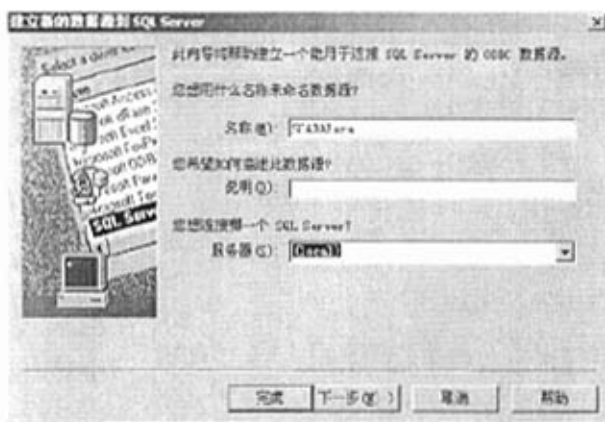 建立新的数据源到 SQL Server
Select a
SQL Serv
此向导将帮助建立一个能用于连接 SQL Server 的 ODBC 数据源。
您想用什么名称来命名数据源?
名称(M):
您希望如何描述此数据源?
说明(D):
您想连接哪一个 SQL Server?
服务器(S): (local)
完成
下一步(N)
取消
帮助